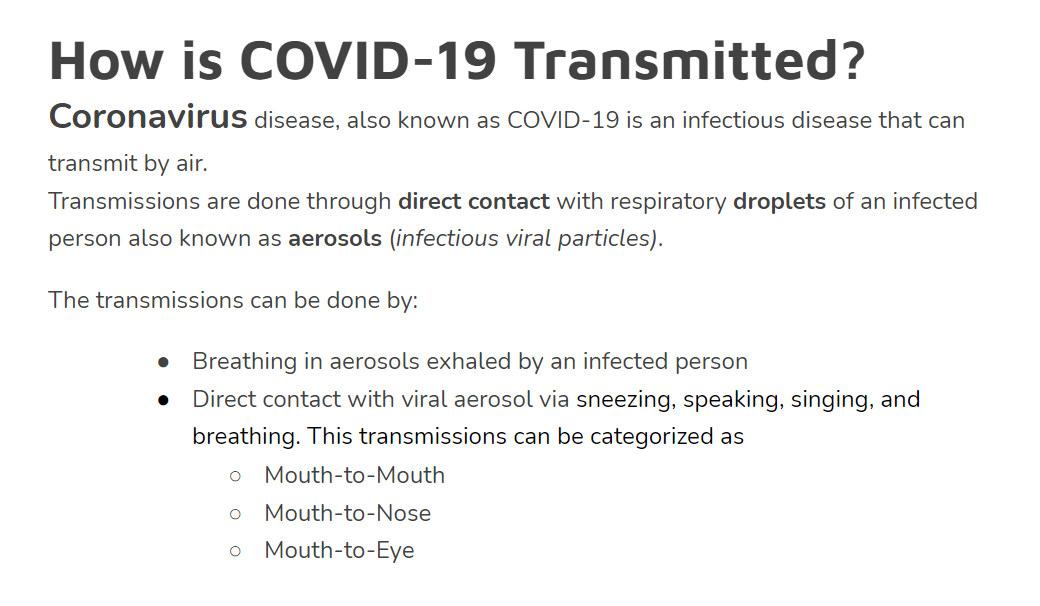 How is COVID-19 Transmitted?
Coronavirus disease, also known as COVID-19 is an infectious disease that can
transmit by air.
Transmissions are done through direct contact with respiratory droplets of an infected
person also known as aerosols (infectious viral particles).
The transmissions can be done by:
● Breathing in aerosols exhaled by an infected person
● Direct contact with viral aerosol via sneezing, speaking, singing, and
breathing. This transmissions can be categorized as
○ Mouth-to-Mouth
○ Mouth-to-Nose
○ Mouth-to-Eye